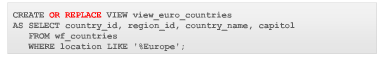 CREATE OR REPLACE VIEW view_euro_countries
AS SELECT country_id, region_id, country_name, capitol
FROM wf_countries
WHERE location LIKE '%Europe';